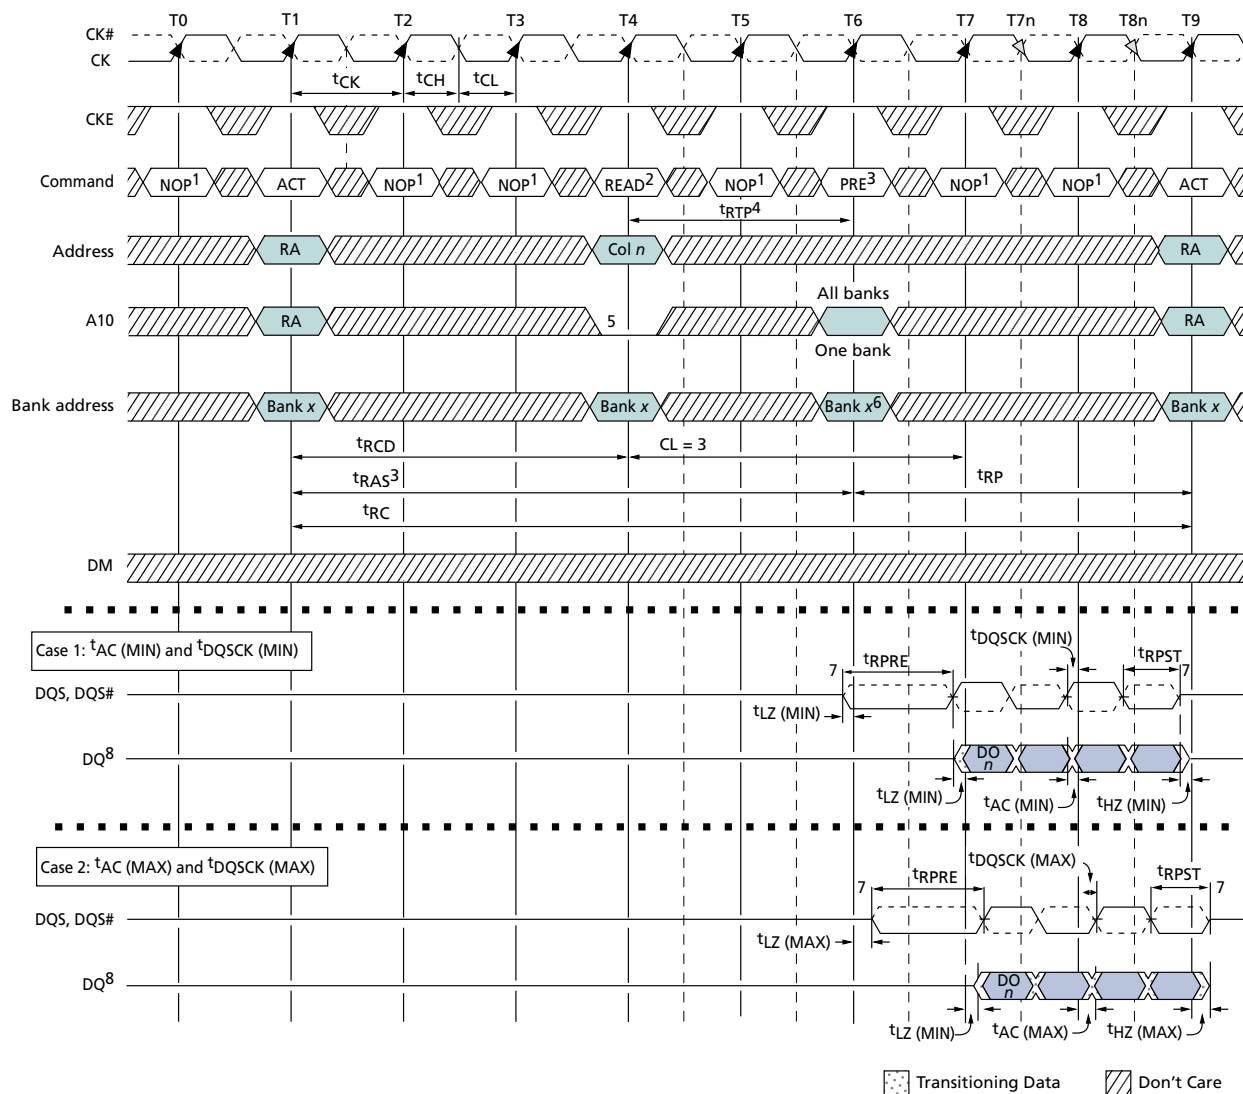 T0 T1 T2 T3 T4 T5 T6 T7 T7n T8 T8n T9
CK#
CK
tCK tCH tCL
CKE
Command NOP1 ACT NOP1 NOP1 READ2 NOP1 PRE3 NOP1 NOP1 ACT
tRTP4
Address RA Col n RA
All banks
A10 RA 5 RA
One bank
Bank address Bank x Bank x Bank x6 Bank x
tRCD CL = 3
tRAS3 tRP
tRC
DM
Case 1: tAC (MIN) and tDQSCK (MIN)
tDQSCK (MIN)
7 tRPRE tRPST 7
DQS, DQS#
tLZ (MIN)
DQ8 DO
n
tLZ (MIN) tAC (MIN) tHZ (MIN)
Case 2: tAC (MAX) and tDQSCK (MAX)
tDQSCK (MAX)
7 tRPRE tRPST 7
DQS, DQS#
tLZ (MAX)
DQ8 DO
n
tLZ (MIN) tAC (MAX) tHZ (MAX)
Transitioning Data Don't Care